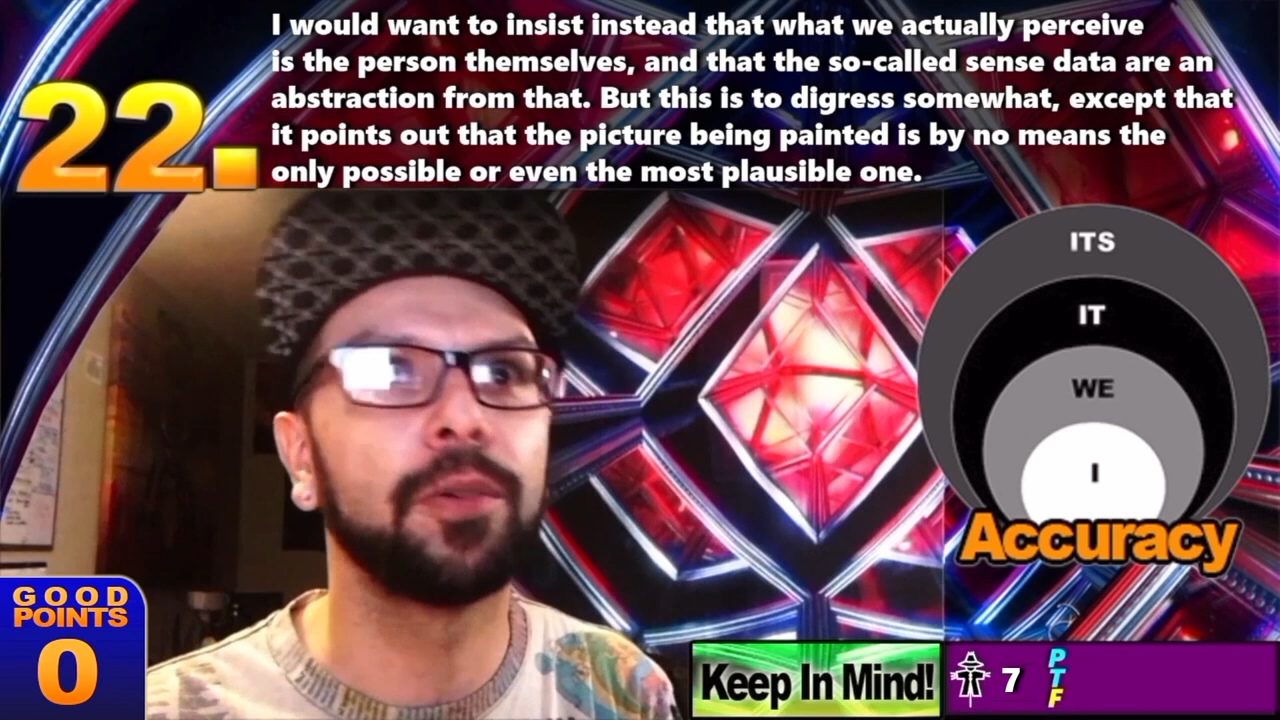 22.
I would want to insist instead that what we actually perceive
is the person themselves, and that the so-called sense data are an
abstraction from that. But this is to digress somewhat, except that
it points out that the picture being painted is by no means the
only possible or even the most plausible one.
ITS
IT
WE
I
Accuracy
GOOD
POINTS
0
Keep In Mind!
7
P
T
F